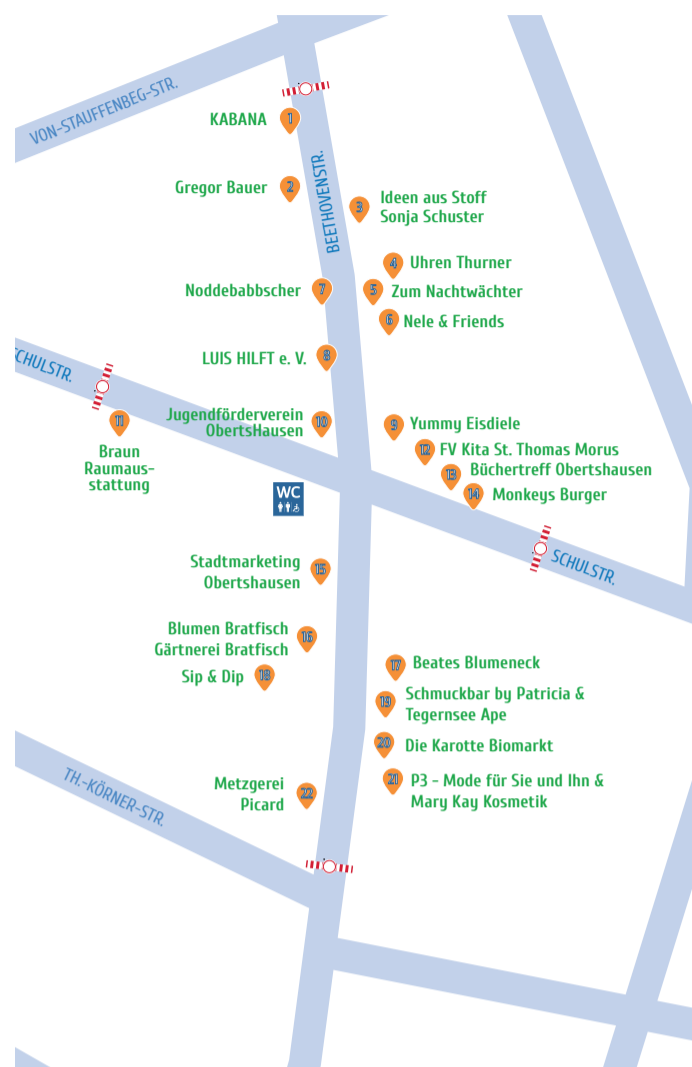 VON-STAUFFENBEG-STR.
KABANA
1
BEETHOVENSTR.
Gregor Bauer
2
3
Ideen aus Stoff
Sonja Schuster
4
Uhren Thurner
Noddebabbscher
7
5
Zum Nachtwächter
6
Nele & Friends
LUIS HILFT e. V.
8
SCHULSTR.
11
Braun
Raumaus-
stattung
Jugendförderverein
ObertsHausen
10
9
Yummy Eisdiele
12
FV Kita St. Thomas Morus
13
Büchertreff Obertshausen
14
Monkeys Burger
WC
SCHULSTR.
Stadtmarketing
Obertshausen
15
Blumen Bratfisch
Gärtnerei Bratfisch
16
Sip & Dip
18
17
Beates Blumeneck
19
Schmuckbar by Patricia &
Tegernsee Ape
20
Die Karotte Biomarkt
21
P3 - Mode für Sie und Ihn &
Mary Kay Kosmetik
TH.-KÖRNER-STR.
Metzgerei
Picard
22